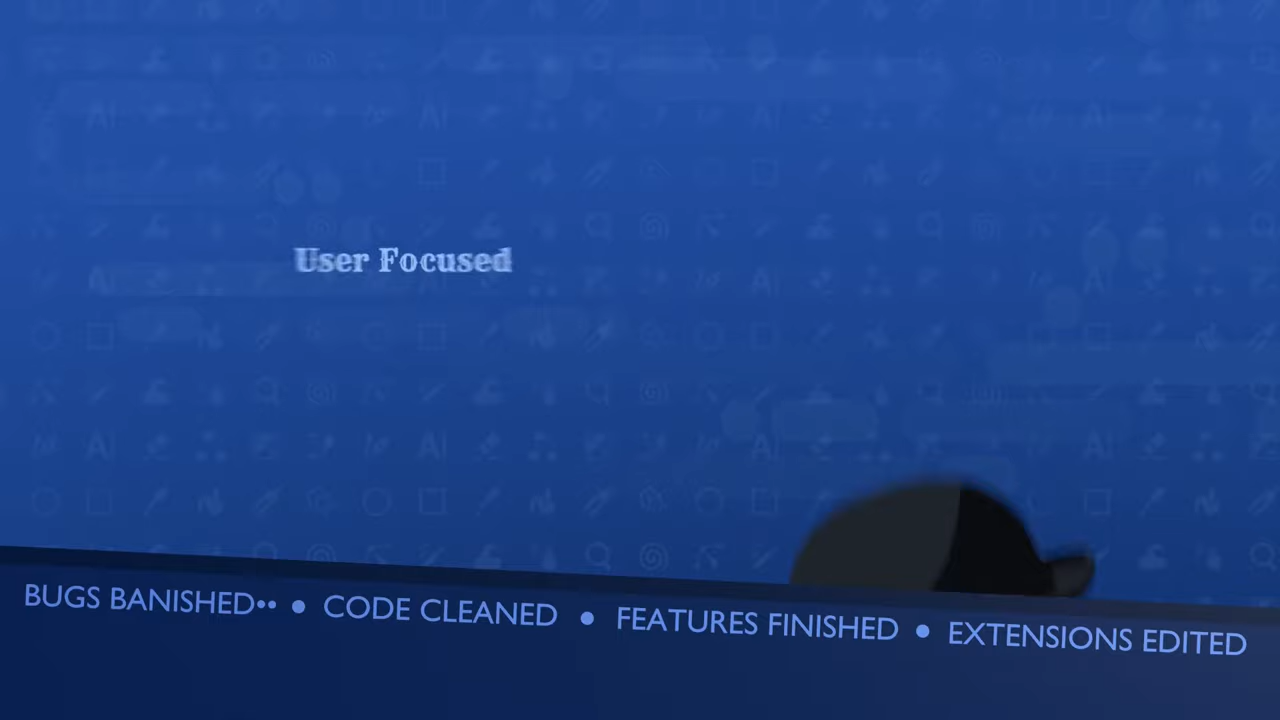 User Focused
BUGS BANISHED•• ● CODE CLEANED ● FEATURES FINISHED ● EXTENSIONS EDITED